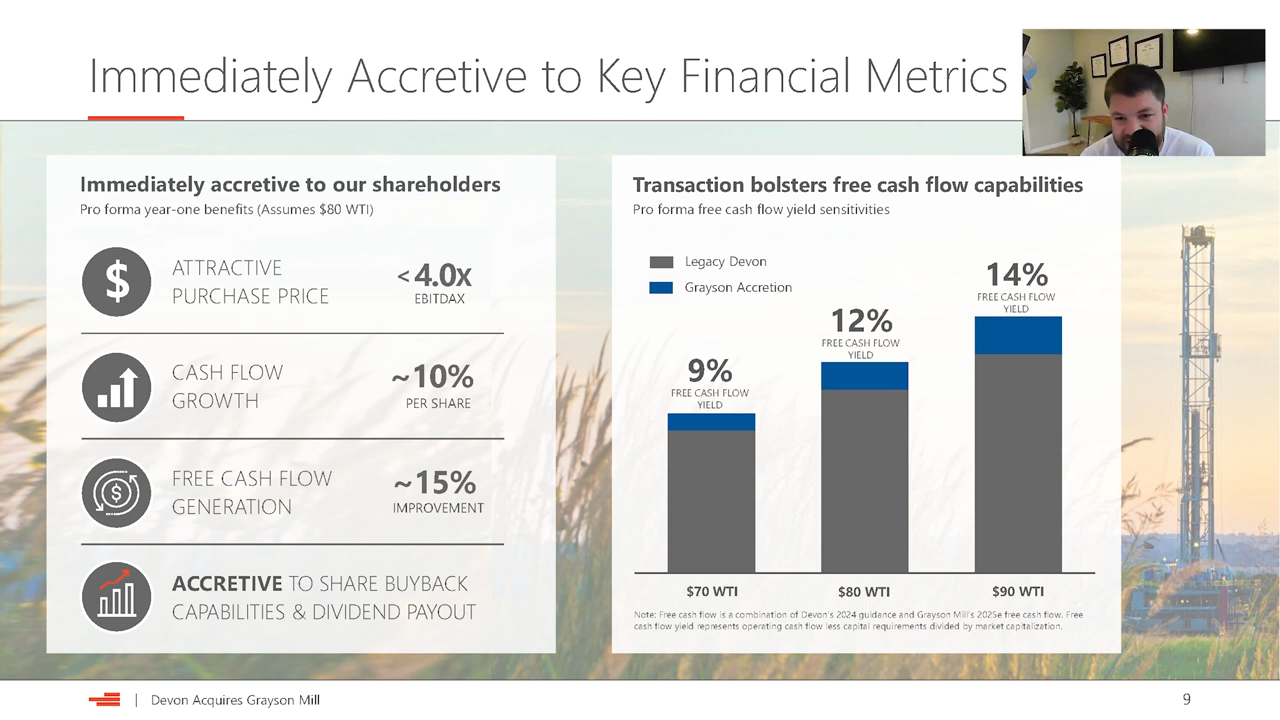 Immediately Accretive to Key Financial Metrics
Immediately accretive to our shareholders
Pro forma year-one benefits (Assumes $80 WTI)
$
ATTRACTIVE
PURCHASE PRICE
<4.0x
EBITDAX
CASH FLOW
GROWTH
~10%
PER SHARE
$
FREE CASH FLOW
GENERATION
~15%
IMPROVEMENT
ACCRETIVE TO SHARE BUYBACK
CAPABILITIES & DIVIDEND PAYOUT
Transaction bolsters free cash flow capabilities
Pro forma free cash flow yield sensitivities
Legacy Devon
Grayson Accretion
9%
FREE CASH FLOW
YIELD
12%
FREE CASH FLOW
YIELD
14%
FREE CASH FLOW
YIELD
$70 WTI
$80 WTI
$90 WTI
Note: Free cash flow is a combination of Devon's 2024 guidance and Grayson Mill's 2025e free cash flow. Free
cash flow yield represents operating cash flow less capital requirements divided by market capitalization.
| Devon Acquires Grayson Mill
9